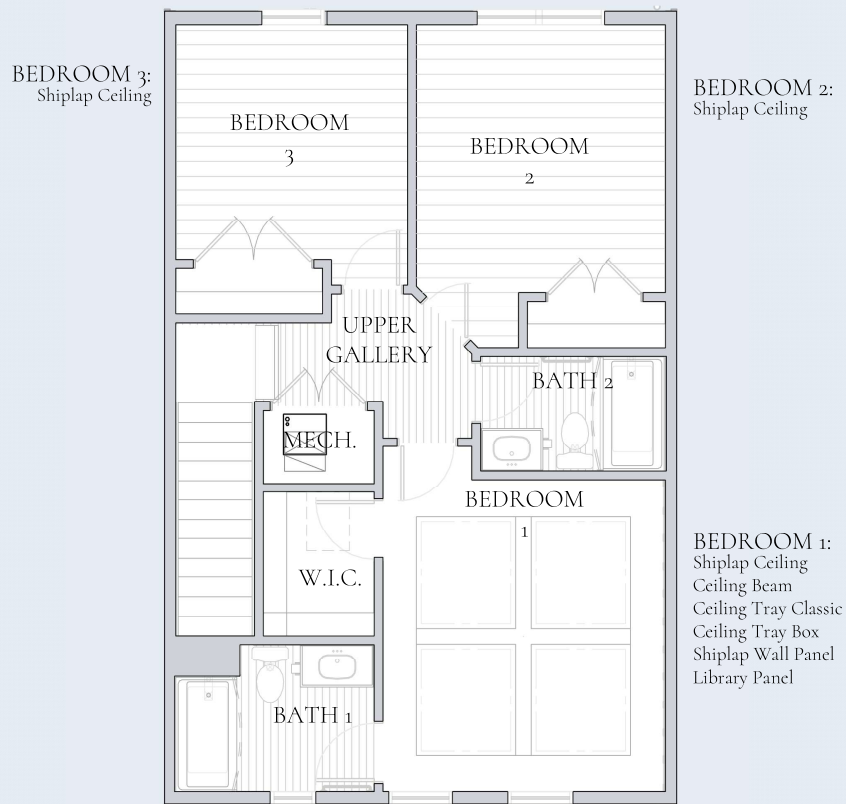 BEDROOM 3:
Shiplap Ceiling
BEDROOM 2:
Shiplap Ceiling
BEDROOM
3
BEDROOM
2
UPPER
GALLERY
BATH 2
MECH.
BEDROOM
1
W.I.C.
BATH 1
BEDROOM 1:
Shiplap Ceiling
Ceiling Beam
Ceiling Tray Classic
Ceiling Tray Box
Shiplap Wall Panel
Library Panel